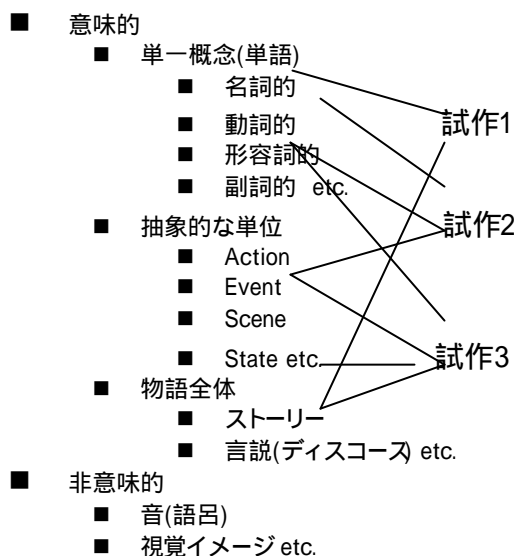 ■ 意味的
■ 単一概念(単語)
■ 名詞的
■ 動詞的
■ 形容詞的
■ 副詞的 etc.
■ 抽象的な単位
■ Action
■ Event
■ Scene
■ State etc.
■ 物語全体
■ ストーリー
■ 言説(ディスコース) etc.
■ 非意味的
■ 音(語呂)
■ 視覚イメージ etc.
試作1
試作2
試作3